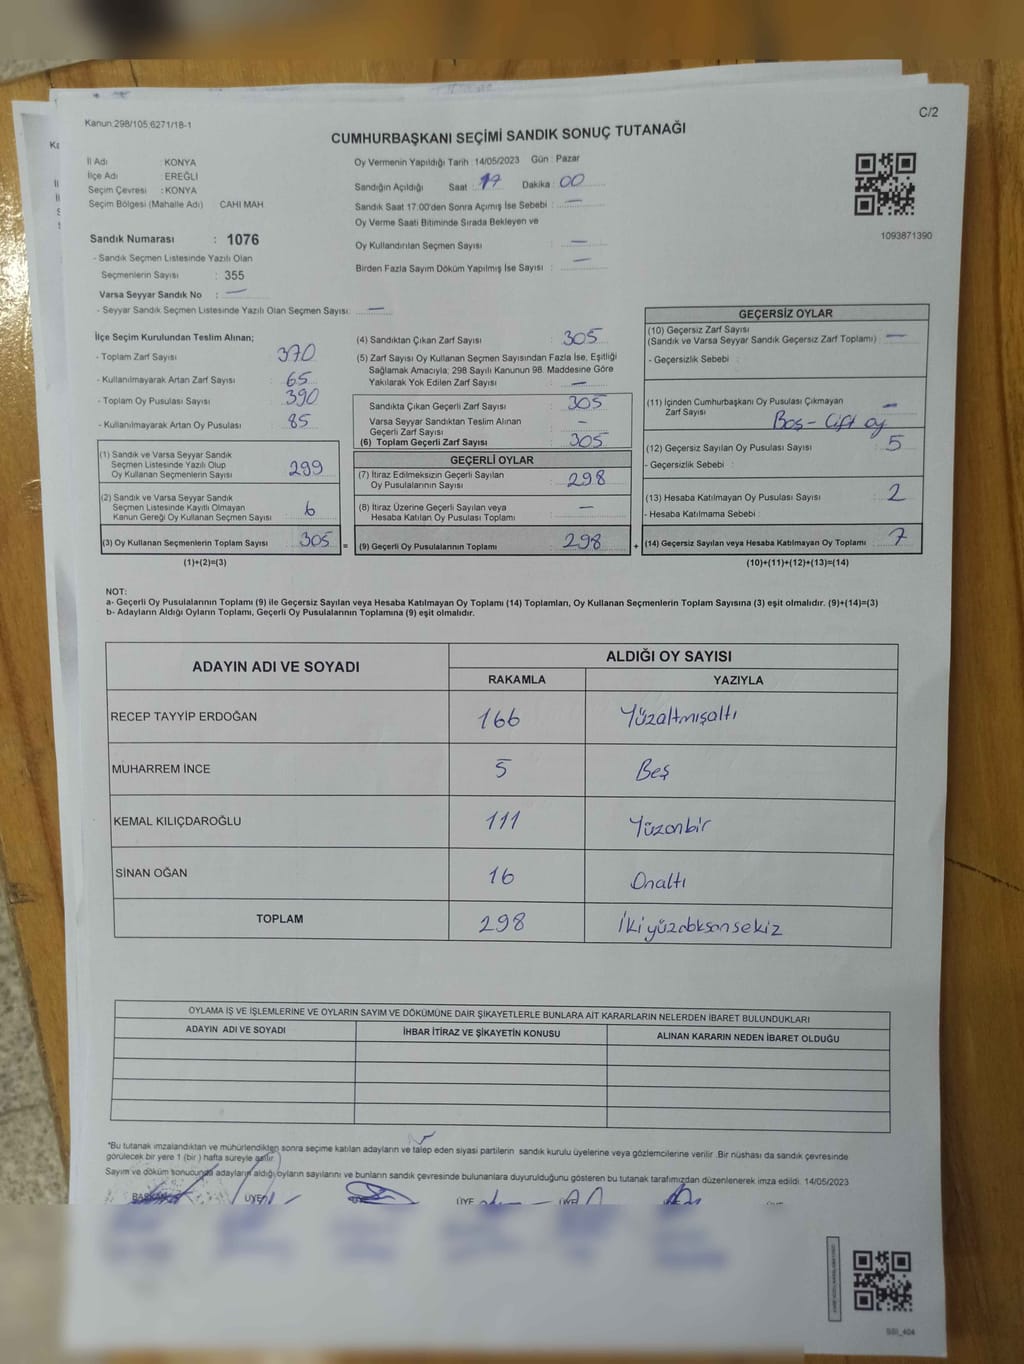 C/2
Kanun:298/105,6271/18-1
CUMHURBAŞKANI SEÇİMİ SANDIK SONUÇ TUTANAĞI
İl Adı : KONYA
İlçe Adı : EREĞLİ
Seçim Çevresi : KONYA
Seçim Bölgesi (Mahalle Adı) CAHI MAH
Sandık Numarası : 1076
- Sandık Seçmen Listesinde Yazılı Olan
Seçmenlerin Sayısı : 355
Varsa Seyyar Sandık No : —
- Seyyar Sandık Seçmen Listesinde Yazılı Olan Seçmen Sayısı : —
Oy Vermenin Yapıldığı Tarih : 14/05/2023 Gün : Pazar
Sandığın Açıldığı Saat : 17 Dakika : 00
Sandık Saat 17:00'den Sonra Açımış İse Sebebi : —
Oy Verme Saati Bitiminde Sırada Bekleyen ve
Oy Kullandırılan Seçmen Sayısı : —
Birden Fazla Sayım Döküm Yapılmış İse Sayısı : —
1093871390
İlçe Seçim Kurulundan Teslim Alınan;
- Toplam Zarf Sayısı : 370
- Kullanılmayarak Artan Zarf Sayısı : 65
- Toplam Oy Pusulası Sayısı : 390
- Kullanılmayarak Artan Oy Pusulası : 85
(1) Sandık ve Varsa Seyyar Sandık
Seçmen Listesinde Yazılı Olup
Oy Kullanan Seçmenlerin Sayısı : 299
(2) Sandık ve Varsa Seyyar Sandık
Seçmen Listesinde Kayıtlı Olmayan
Kanun Gereği Oy Kullanan Seçmen Sayısı : 6
(3) Oy Kullanan Seçmenlerin Toplam Sayısı : 305
(1)+(2)=(3)
(4) Sandıktan Çıkan Zarf Sayısı : 305
(5) Zarf Sayısı Oy Kullanan Seçmen Sayısından Fazla İse, Eşitliği
Sağlamak Amacıyla; 298 Sayılı Kanunun 98. Maddesine Göre
Yakılarak Yok Edilen Zarf Sayısı : —
Sandıkta Çıkan Geçerli Zarf Sayısı : 305
Varsa Seyyar Sandıktan Teslim Alınan
Geçerli Zarf Sayısı : —
(6) Toplam Geçerli Zarf Sayısı : 305
GEÇERLİ OYLAR
(7) İtiraz Edilmeksizin Geçerli Sayılan
Oy Pusulalarının Sayısı : 298
(8) İtiraz Üzerine Geçerli Sayılan veya
Hesaba Katılan Oy Pusulası Toplamı : —
= (9) Geçerli Oy Pusulalarının Toplamı : 298 +
GEÇERSİZ OYLAR
(10) Geçersiz Zarf Sayısı
(Sandık ve Varsa Seyyar Sandık Geçersiz Zarf Toplamı) : —
- Geçersizlik Sebebi :
(11) İçinden Cumhurbaşkanı Oy Pusulası Çıkmayan
Zarf Sayısı : —
Boş - Çift oy
(12) Geçersiz Sayılan Oy Pusulası Sayısı : 5
- Geçersizlik Sebebi :
(13) Hesaba Katılmayan Oy Pusulası Sayısı : 2
- Hesaba Katılmama Sebebi :
(14) Geçersiz Sayılan veya Hesaba Katılmayan Oy Toplamı : 7
(10)+(11)+(12)+(13)=(14)
NOT:
a- Geçerli Oy Pusulalarının Toplamı (9) ile Geçersiz Sayılan veya Hesaba Katılmayan Oy Toplamı (14) Toplamları, Oy Kullanan Seçmenlerin Toplam Sayısına (3) eşit olmalıdır. (9)+(14)=(3)
b- Adayların Aldığı Oyların Toplamı, Geçerli Oy Pusulalarının Toplamına (9) eşit olmalıdır.
ADAYIN ADI VE SOYADI ALDIĞI OY SAYISI
RAKAMLA YAZIYLA
RECEP TAYYİP ERDOĞAN 166 Yüzaltmışaltı
MUHARREM İNCE 5 Beş
KEMAL KILIÇDAROĞLU 111 Yüzonbir
SİNAN OĞAN 16 Onaltı
TOPLAM 298 İkiyüzdoksansekiz
OYLAMA İŞ VE İŞLEMLERİNE VE OYLARIN SAYIM VE DÖKÜMÜNE DAİR ŞİKAYETLERLE BUNLARA AİT KARARLARIN NELERDEN İBARET BULUNDUKLARI
ADAYIN ADI VE SOYADI İHBAR İTİRAZ VE ŞİKAYETİN KONUSU ALINAN KARARIN NEDEN İBARET OLDUĞU
*Bu tutanak imzalandıktan ve mühürlendikten sonra seçime katılan adayların ve talep eden siyasi partilerin sandık kurulu üyelerine veya gözlemcilerine verilir .Bir nüshası da sandık çevresinde
görülecek bir yere 1 (bir ) hafta süreyle asılır.
Sayım ve döküm sonucunda adayların aldığı oyların sayılarını ve bunların sandık çevresinde bulunanlara duyurulduğunu gösteren bu tutanak tarafımızdan düzenlenerek imza edildi. 14/05/2023
BAŞKAN ÜYE ÜYE ÜYE